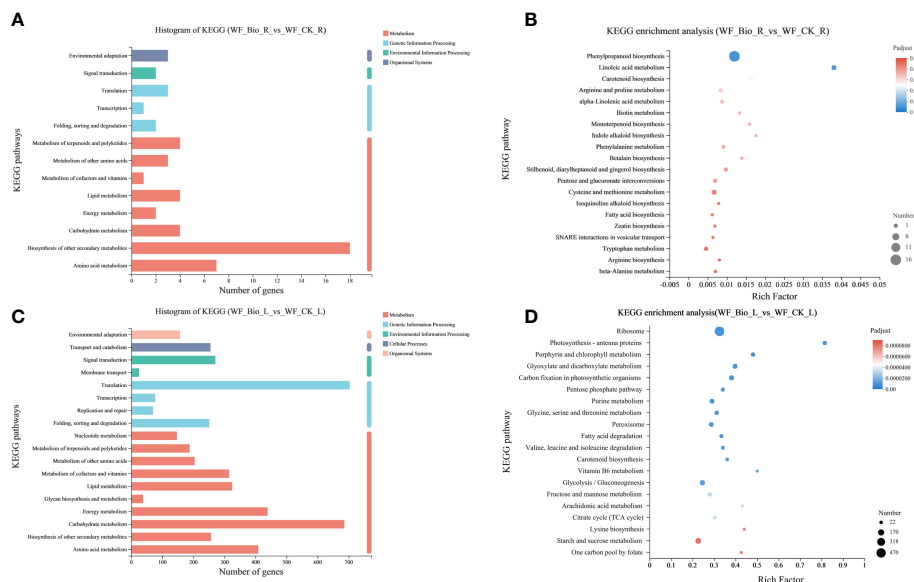 A
Histogram of KEGG (WF_Bio_R_vs_WF_CK_R)
Metabolism
Genetic Information Processing
Environmental Information Processing
Organismal Systems
KEGG pathways
Environmental adaptation
Signal transduction
Translation
Transcription
Folding, sorting and degradation
Metabolism of terpenoids and polyketides
Metabolism of other amino acids
Metabolism of cofactors and vitamins
Lipid metabolism
Energy metabolism
Carbohydrate metabolism
Biosynthesis of other secondary metabolites
Amino acid metabolism
0 2 4 6 8 10 12 14 16 18
Number of genes
B
KEGG enrichment analysis (WF_Bio_R_vs_WF_CK_R)
KEGG pathway
Phenylpropanoid biosynthesis
Linoleic acid metabolism
Carotenoid biosynthesis
Arginine and proline metabolism
alpha-Linolenic acid metabolism
Biotin metabolism
Monoterpenoid biosynthesis
Indole alkaloid biosynthesis
Phenylalanine metabolism
Betalain biosynthesis
Stilbenoid, diarylheptanoid and gingerol biosynthesis
Pentose and glucuronate interconversions
Cysteine and methionine metabolism
Isoquinoline alkaloid biosynthesis
Fatty acid biosynthesis
Zeatin biosynthesis
SNARE interactions in vesicular transport
Tryptophan metabolism
Arginine biosynthesis
beta-Alanine metabolism
-0.005 0 0.005 0.01 0.015 0.02 0.025 0.03 0.035 0.04 0.045 0.05
Rich Factor
Padjust
Number
1
6
11
16
C
Histogram of KEGG (WF_Bio_L_vs_WF_CK_L)
Metabolism
Genetic Information Processing
Environmental Information Processing
Cellular Processes
Organismal Systems
KEGG pathways
Environmental adaptation
Transport and catabolism
Signal transduction
Membrane transport
Translation
Transcription
Replication and repair
Folding, sorting and degradation
Nucleotide metabolism
Metabolism of terpenoids and polyketides
Metabolism of other amino acids
Metabolism of cofactors and vitamins
Lipid metabolism
Glycan biosynthesis and metabolism
Energy metabolism
Carbohydrate metabolism
Biosynthesis of other secondary metabolites
Amino acid metabolism
0 100 200 300 400 500 600 700
Number of genes
D
KEGG enrichment analysis(WF_Bio_L_vs_WF_CK_L)
KEGG pathway
Ribosome
Photosynthesis - antenna proteins
Porphyrin and chlorophyll metabolism
Glyoxylate and dicarboxylate metabolism
Carbon fixation in photosynthetic organisms
Pentose phosphate pathway
Purine metabolism
Glycine, serine and threonine metabolism
Peroxisome
Fatty acid degradation
Valine, leucine and isoleucine degradation
Carotenoid biosynthesis
Vitamin B6 metabolism
Glycolysis / Gluconeogenesis
Fructose and mannose metabolism
Arachidonic acid metabolism
Citrate cycle (TCA cycle)
Lysine biosynthesis
Starch and sucrose metabolism
One carbon pool by folate
0 0.1 0.2 0.3 0.4 0.5 0.6 0.7 0.8 0.9 1
Rich Factor
Padjust
0.0000800
0.0000600
0.0000400
0.0000200
0.00
Number
22
170
318
470